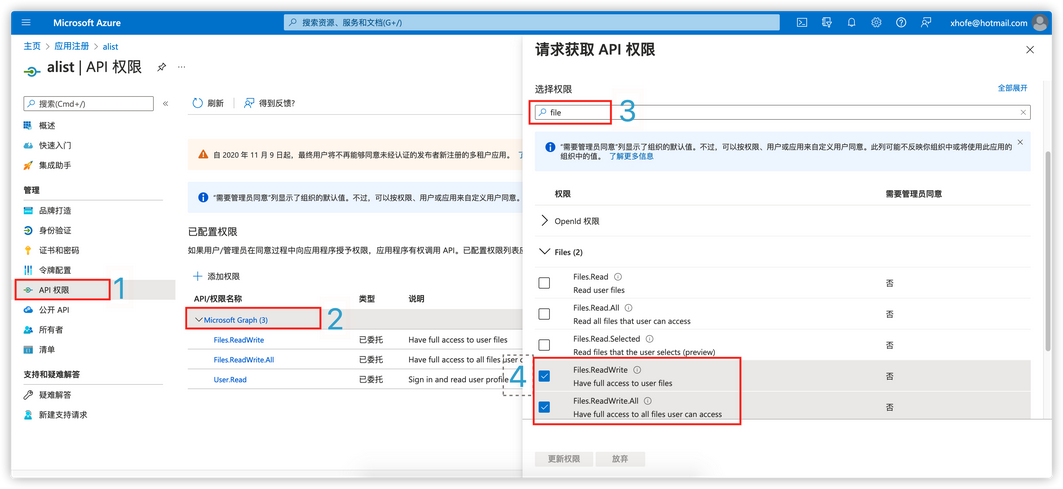 Microsoft Azure
搜索资源、服务和文档(G+/)
xhofe@hotmail.com
主页 > 应用注册 > alist
alist | API 权限
搜索(Cmd+/)
概述
快速入门
集成助手
管理
品牌打造
身份验证
证书和密码
令牌配置
API 权限
1
公开 API
所有者
清单
支持和疑难解答
疑难解答
新建支持请求
刷新
得到反馈?
自 2020 年 11 月 9 日起，最终用户将不再能够同意未经认证的发布者新注册的多租户应用。
“需要管理员同意”列显示了组织的默认值。不过，可以按权限、用户或应用来自定义用户同意。
已配置权限
如果用户/管理员在同意过程中向应用程序授予权限，应用程序有权调用 API。已配置权限列表应
添加权限
API/权限名称 类型 说明
Microsoft Graph (3)
2
Files.ReadWrite 已委托 Have full access to user files
Files.ReadWrite.All 已委托 Have full access to all files user c
User.Read 已委托 Sign in and read user profile
请求获取 API 权限
选择权限
全部展开
file
3
“需要管理员同意”列显示了组织的默认值。不过，可以按权限、用户或应用来自定义用户同意。此列可能不反映你组织中或将使用此应用的
组织中的值。 了解更多信息
权限 需要管理员同意
OpenId 权限
Files (2)
Files.Read
Read user files
否
Files.Read.All
Read all files that user can access
否
Files.Read.Selected
Read files that the user selects (preview)
否
4
Files.ReadWrite
Have full access to user files
否
Files.ReadWrite.All
Have full access to all files user can access
否
更新权限
放弃